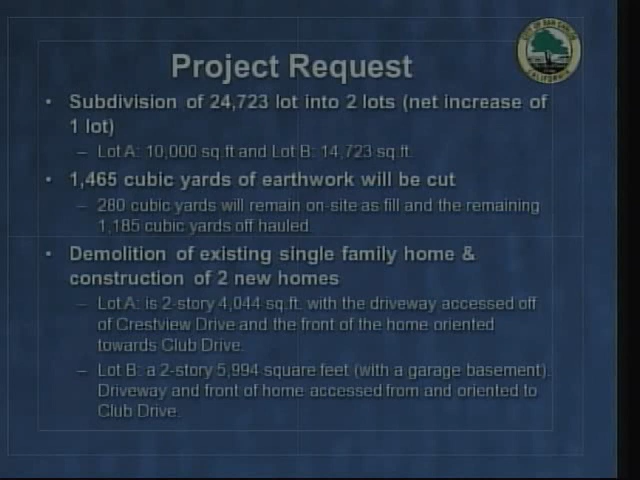 CITY OF SAN CARLOS
CALIFORNIA
Project Request
• Subdivision of 24,723 lot into 2 lots (net increase of
1 lot)
– Lot A: 10,000 sq.ft and Lot B: 14,723 sq.ft.
• 1,465 cubic yards of earthwork will be cut
– 280 cubic yards will remain on-site as fill and the remaining
1,185 cubic yards off hauled.
• Demolition of existing single family home &
construction of 2 new homes
– Lot A: is 2-story 4,044 sq.ft. with the driveway accessed off
of Crestview Drive and the front of the home oriented
towards Club Drive.
– Lot B: a 2-story 5,994 square feet (with a garage basement).
Driveway and front of home accessed from and oriented to
Club Drive.